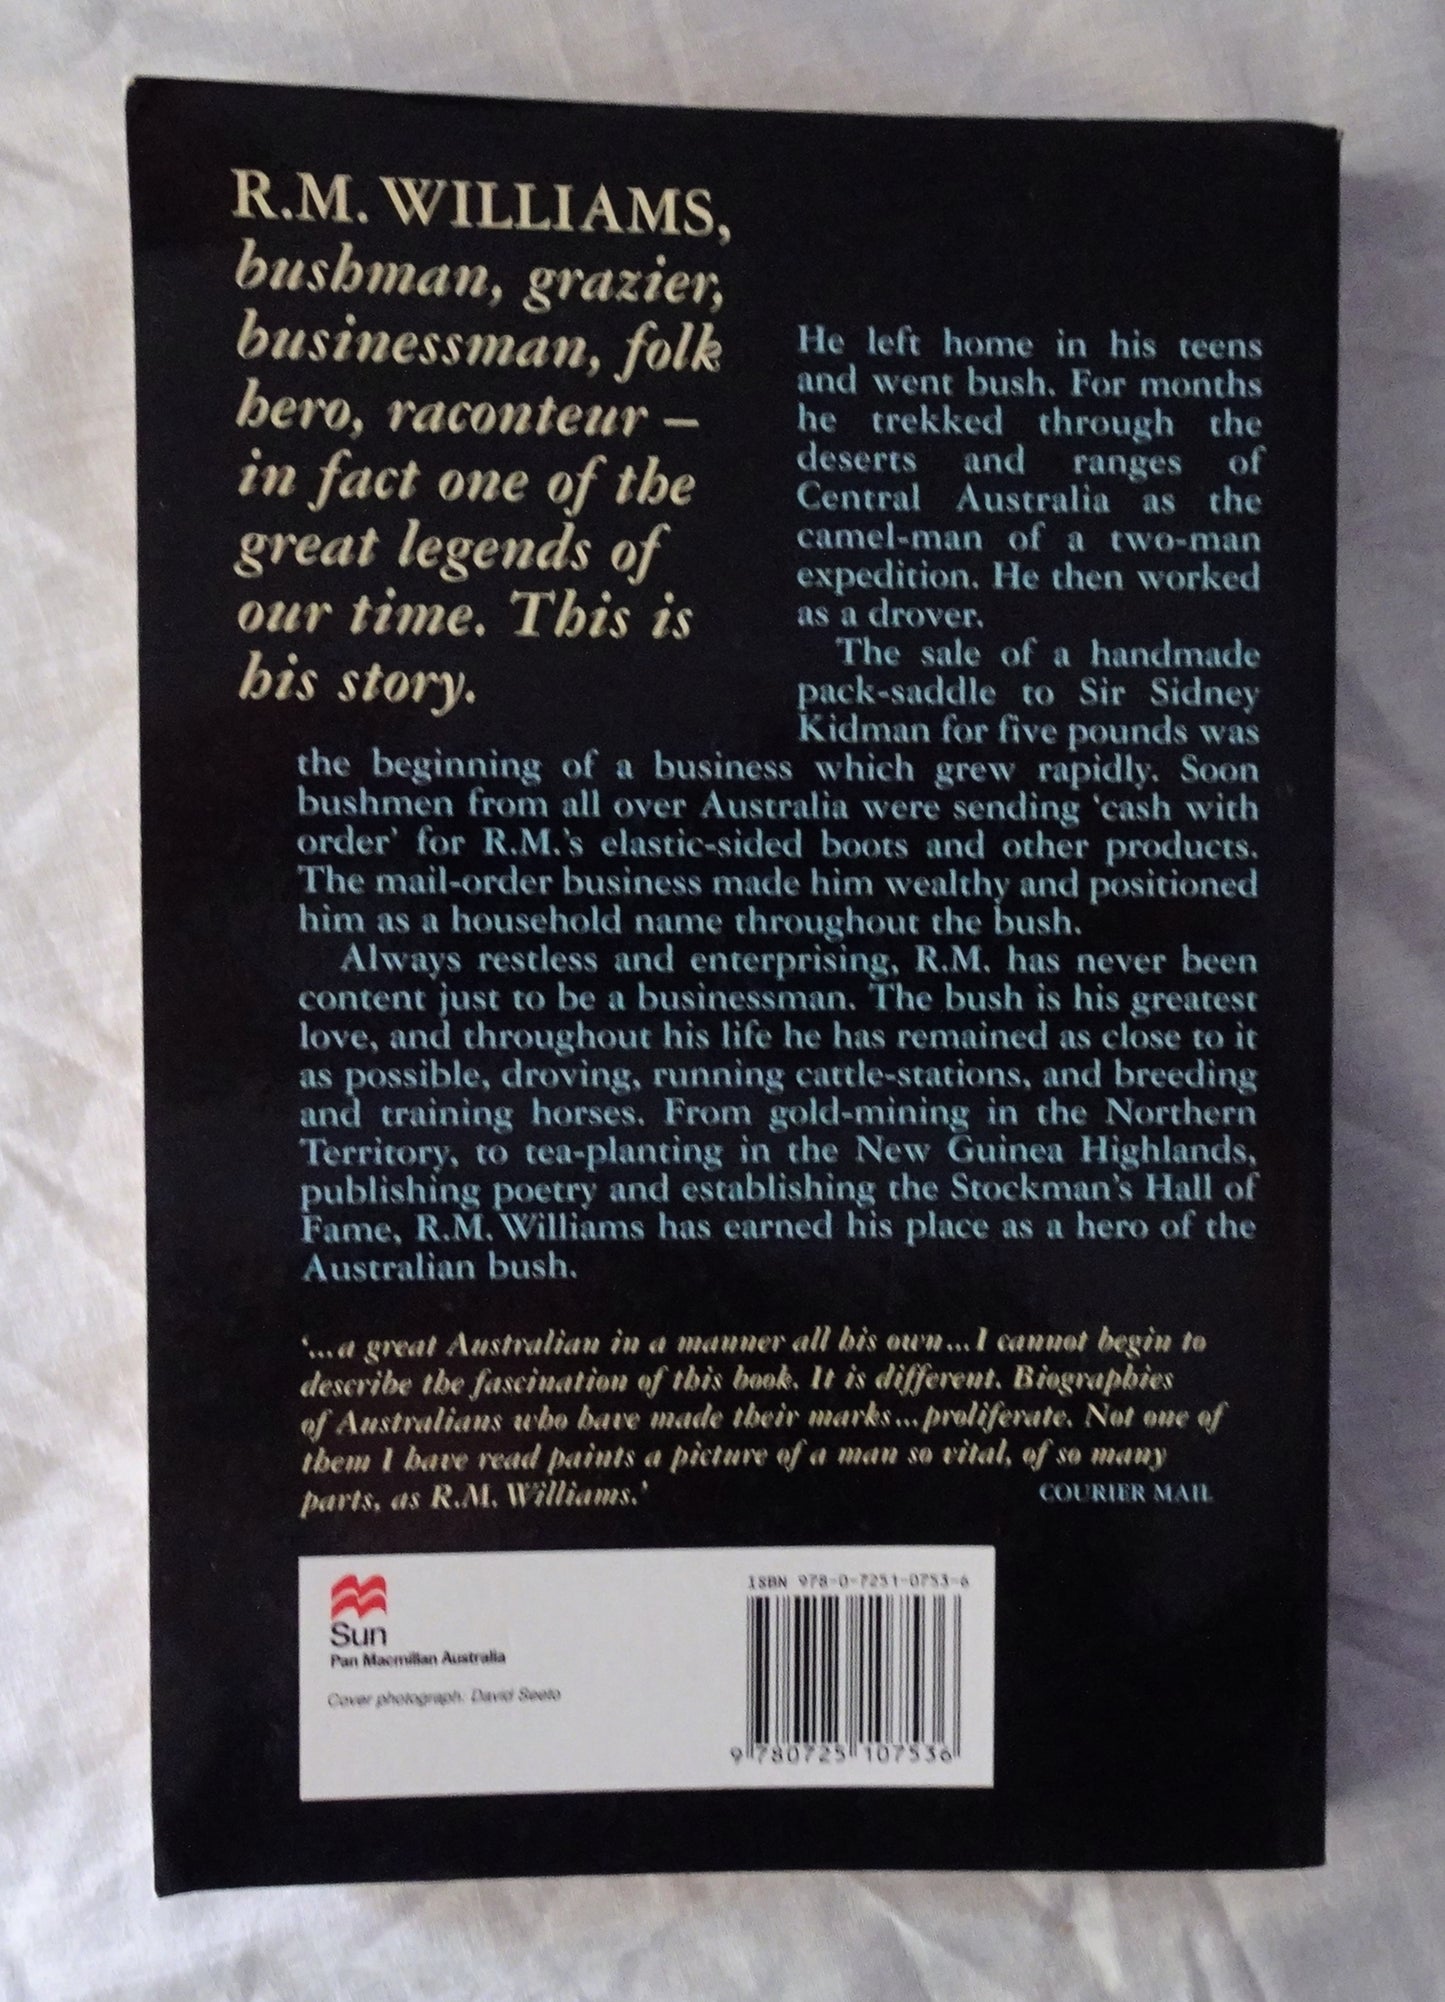 R.M. WILLIAMS,
bushman, grazier,
businessman, folk
hero, raconteur –
in fact one of the
great legends of
our time. This is
his story.
He left home in his teens
and went bush. For months
he trekked through the
deserts and ranges of
Central Australia as the
camel-man of a two-man
expedition. He then worked
as a drover.
The sale of a handmade
pack-saddle to Sir Sidney
Kidman for five pounds was
the beginning of a business which grew rapidly. Soon
bushmen from all over Australia were sending ‘cash with
order’ for R.M.’s elastic-sided boots and other products.
The mail-order business made him wealthy and positioned
him as a household name throughout the bush.
Always restless and enterprising, R.M. has never been
content just to be a businessman. The bush is his greatest
love, and throughout his life he has remained as close to it
as possible, droving, running cattle-stations, and breeding
and training horses. From gold-mining in the Northern
Territory, to tea-planting in the New Guinea Highlands,
publishing poetry and establishing the Stockman’s Hall of
Fame, R.M. Williams has earned his place as a hero of the
Australian bush.
‘...a great Australian in a manner all his own...I cannot begin to
describe the fascination of this book. It is different. Biographies
of Australians who have made their marks...proliferate. Not one of
them I have read paints a picture of a man so vital, of so many
parts, as R.M. Williams.’ COURIER MAIL
Sun
Pan Macmillan Australia
Cover photograph: David Seeto
ISBN 978-0-7251-0753-6
9 780725 107536